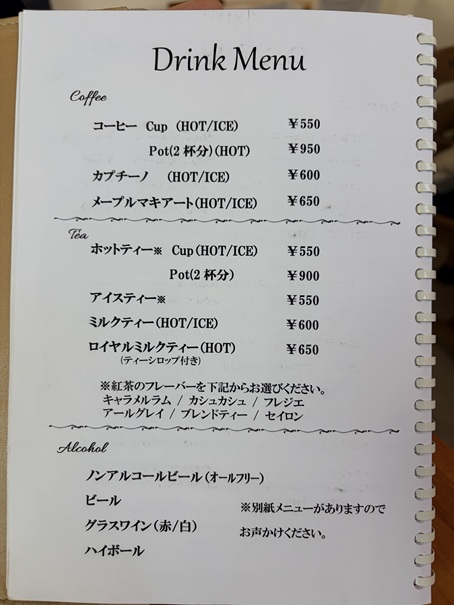 Drink Menu
Coffee
コーヒー Cup (HOT/ICE) ¥550
Pot(2杯分)(HOT) ¥950
カプチーノ (HOT/ICE) ¥600
メープルマキアート(HOT/ICE) ¥650
Tea
ホットティー※ Cup(HOT/ICE) ¥550
Pot(2杯分) ¥900
アイスティー※ ¥550
ミルクティー(HOT/ICE) ¥600
ロイヤルミルクティー(HOT) ¥650
(ティーシロップ付き)
※紅茶のフレーバーを下記からお選びください。
キャラメルラム / カシュカシュ / フレジエ
アールグレイ / ブレンドティー / セイロン
Alcohol
ノンアルコールビール(オールフリー)
ビール
グラスワイン(赤/白)
ハイボール
※別紙メニューがありますので
お声かけください。